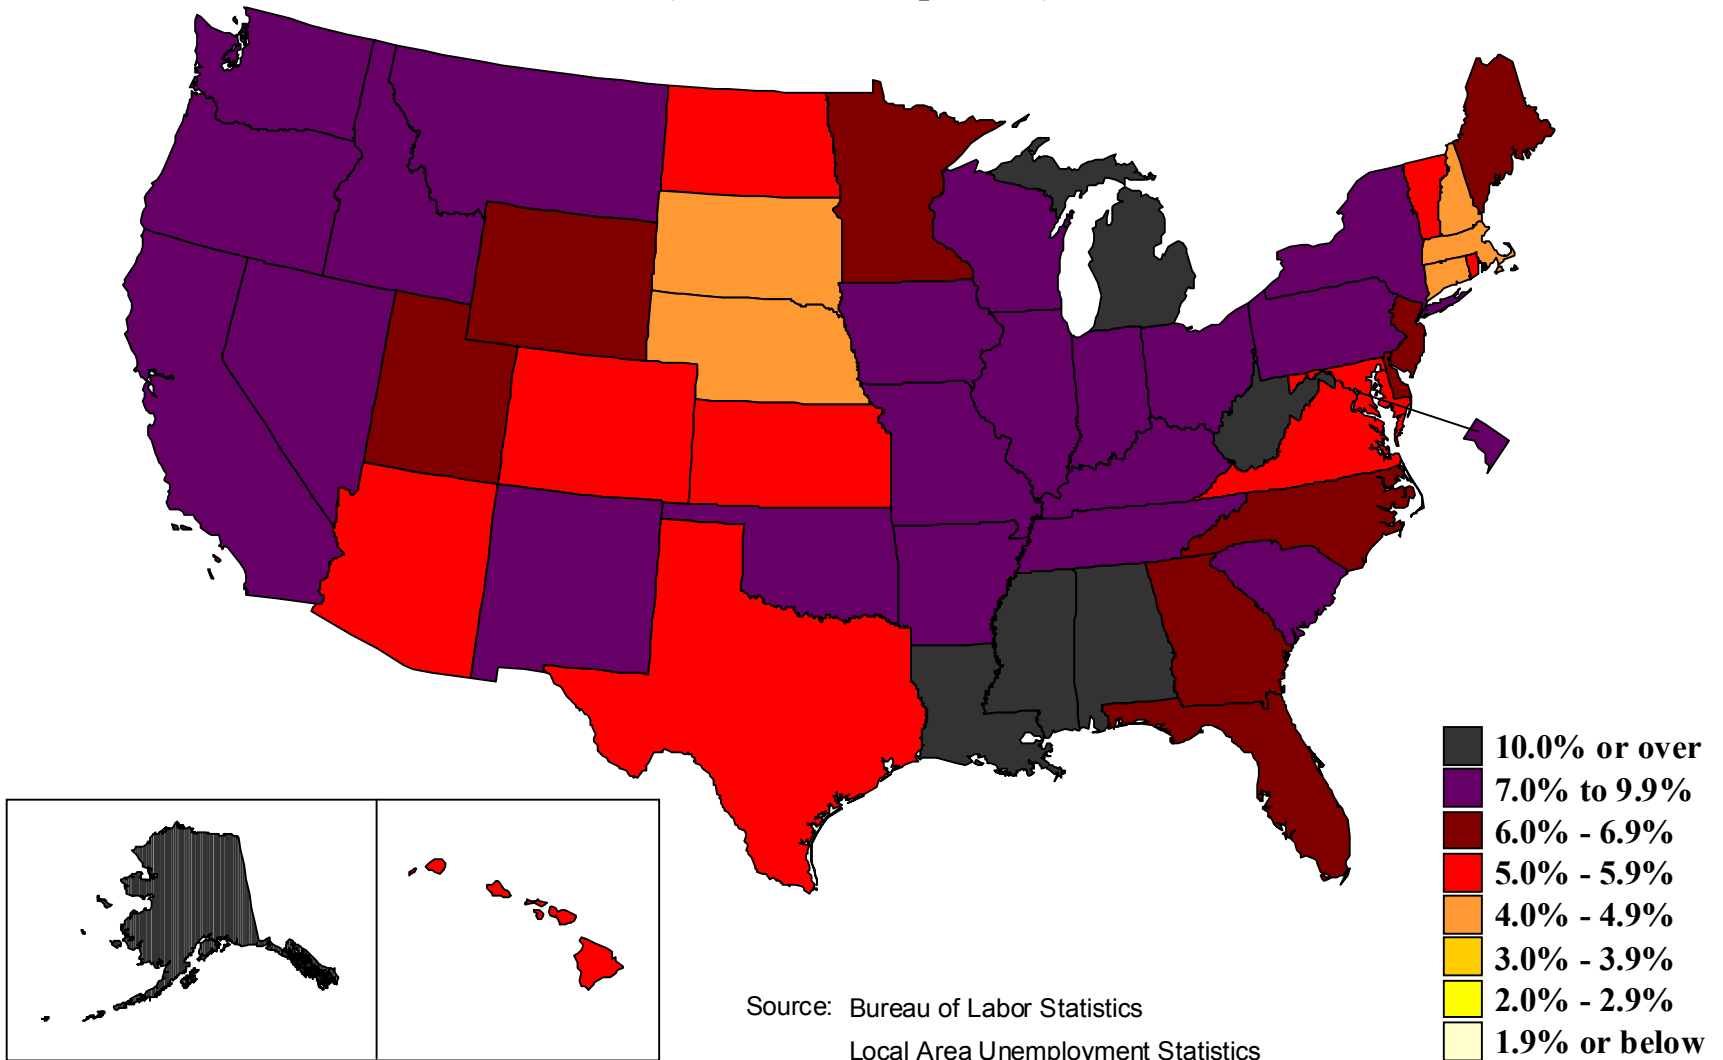 10.0% or over
7.0% to 9.9%
6.0% - 6.9%
5.0% - 5.9%
4.0% - 4.9%
3.0% - 3.9%
2.0% - 2.9%
1.9% or below
Source: Bureau of Labor Statistics
Local Area Unemployment Statistics